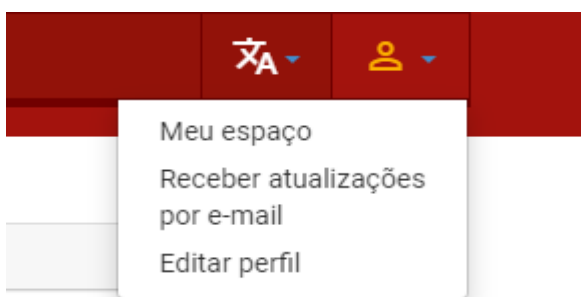 Meu espaço
Receber atualizações
por e-mail
Editar perfil